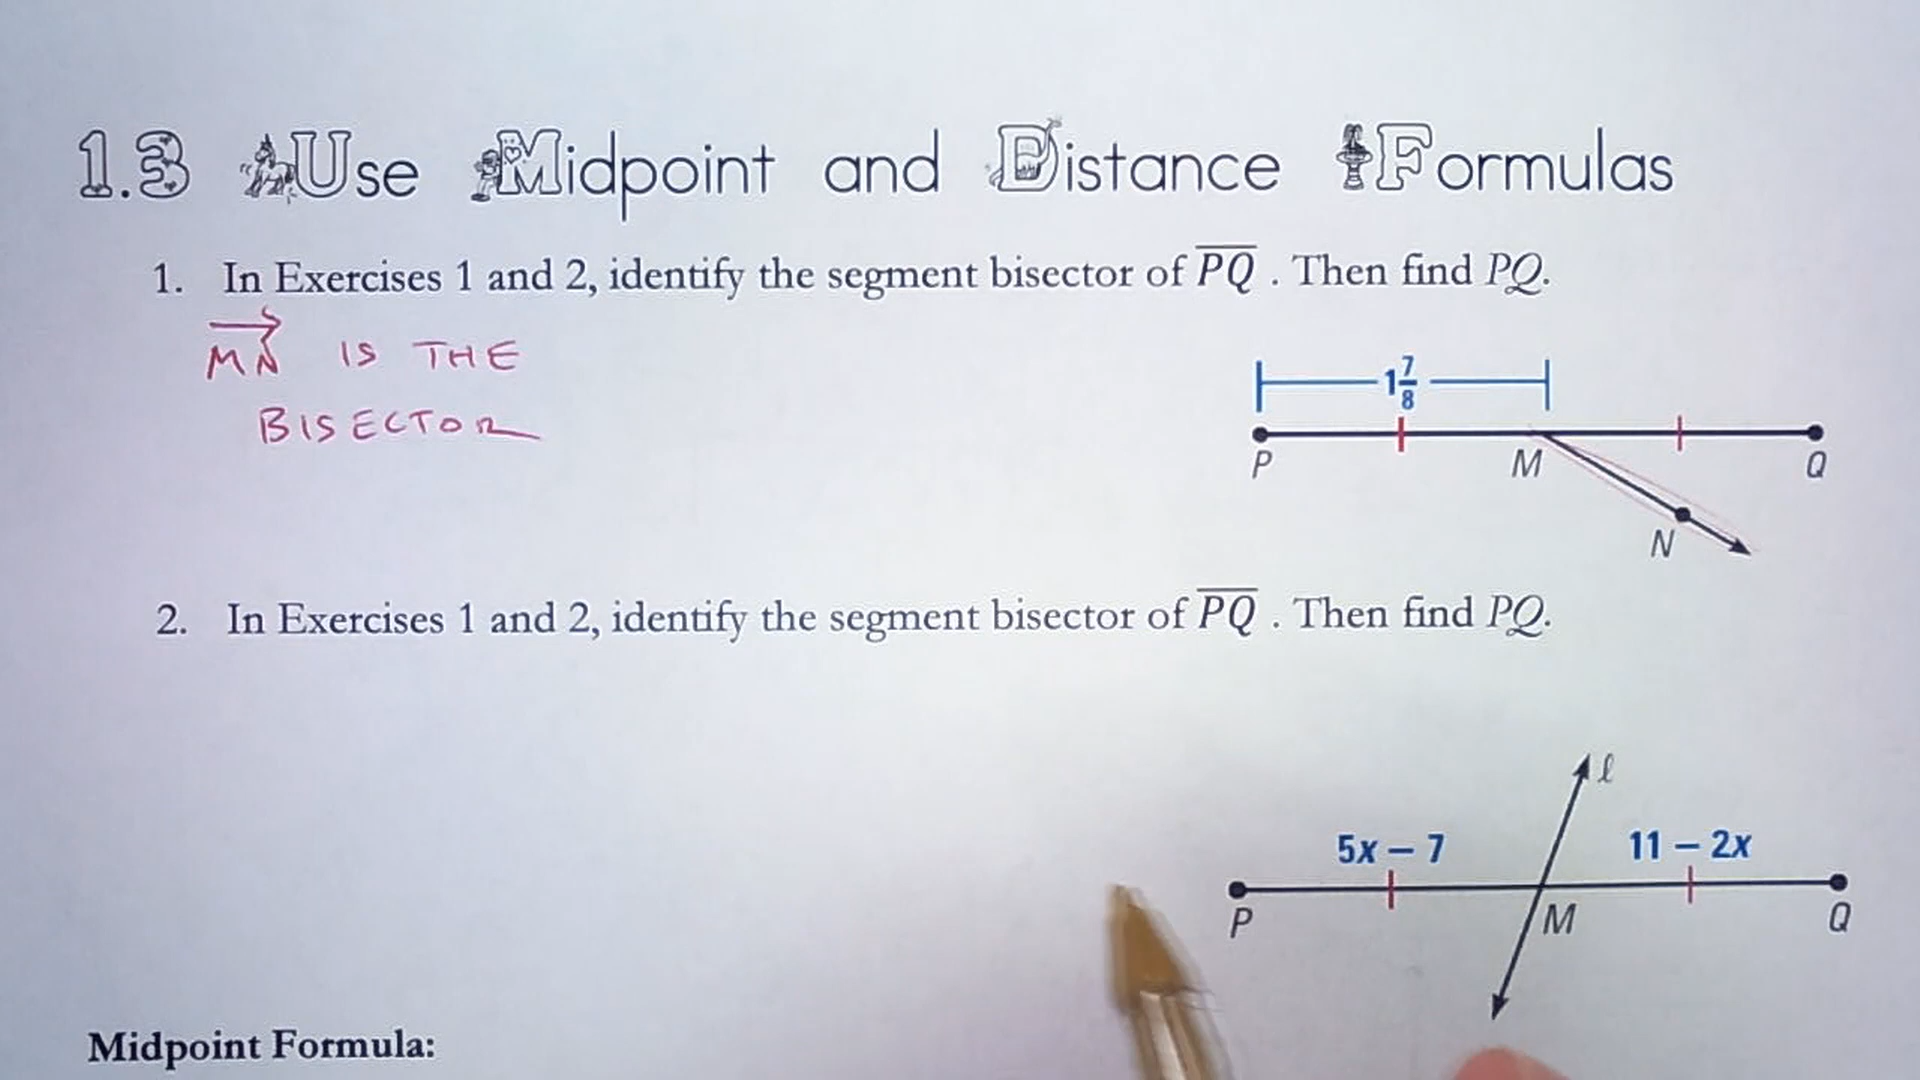 1.3 Use Midpoint and Distance Formulas
1. In Exercises 1 and 2, identify the segment bisector of PQ . Then find PQ.
MN IS THE
BISECTOR
1 7/8
P M Q
N
2. In Exercises 1 and 2, identify the segment bisector of PQ . Then find PQ.
ℓ
5x – 7 11 – 2x
P M Q
Midpoint Formula: